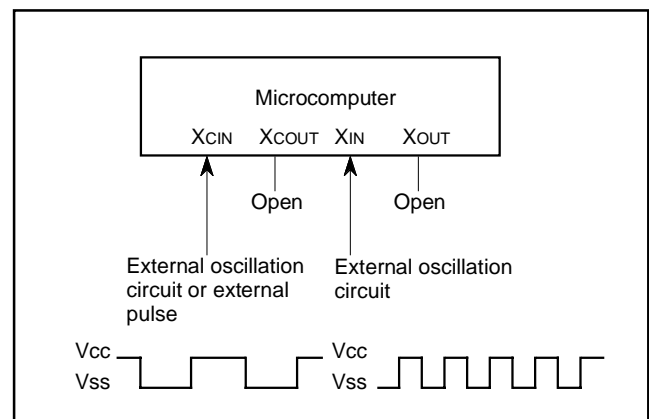 Microcomputer
XCIN XCOUT XIN XOUT
Open Open
External oscillation
circuit or external
pulse
External oscillation
circuit
Vcc Vcc
Vss Vss